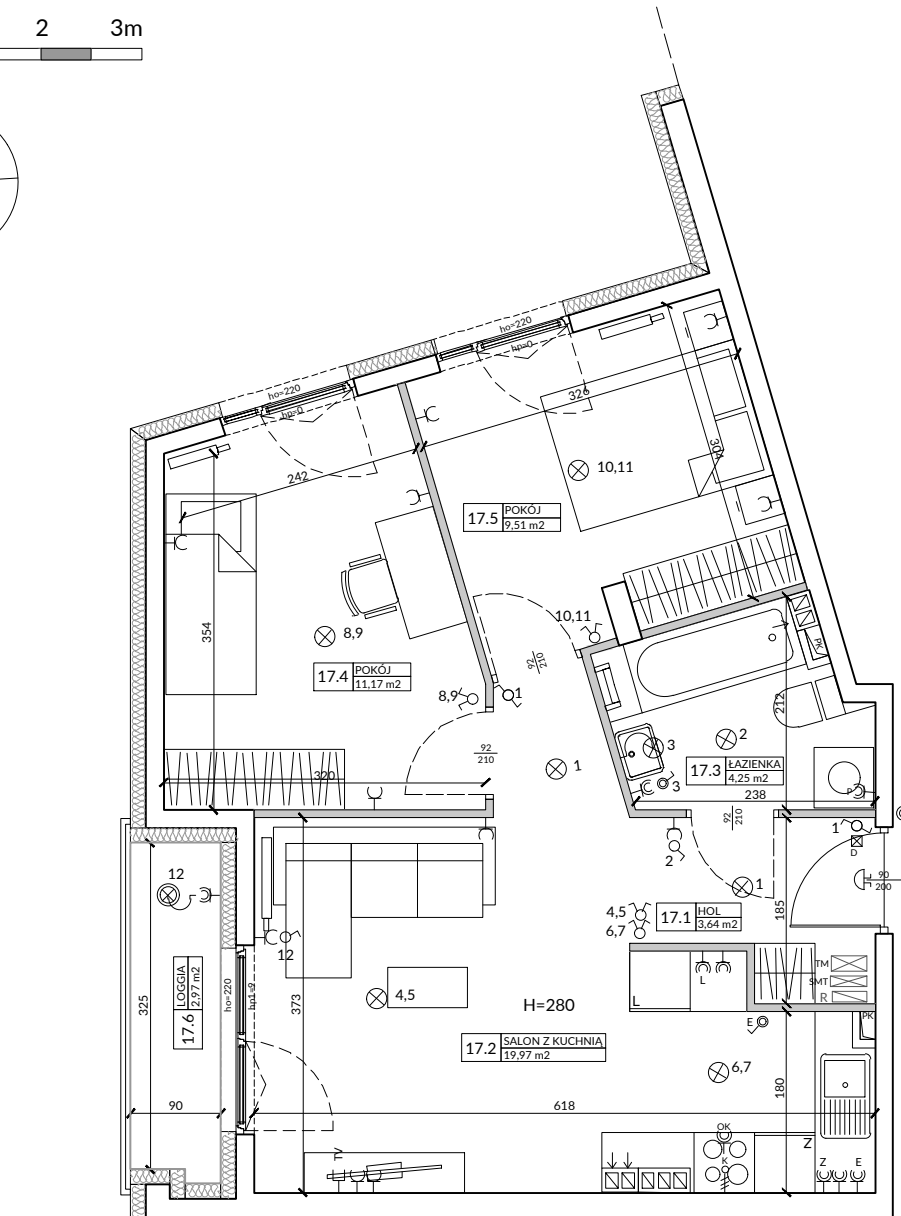 2 3m
ho=220
hp=0
ho=220
hp=0
326
304
242
10,11
17.5 POKÓJ
9,51 m2
354
8,9
10,11
92
210
17.4 POKÓJ
11,17 m2
8,9
1
PK
212
2
3
17.3 ŁAZIENKA
4,25 m2
92
210
1
320
3
238
P
92
210
1
D
2
12
1
90
200
4,5
6,7
17.1 HOL
3,64 m2
185
12
TM
SMT
R
L
L
17.6 LOGGIA
2,97 m2
ho=220
325
373
4,5
H=280
E
PK
17.2 SALON Z KUCHNIĄ
19,97 m2
6,7
180
90
618
OK
K
Z
TV
Z E